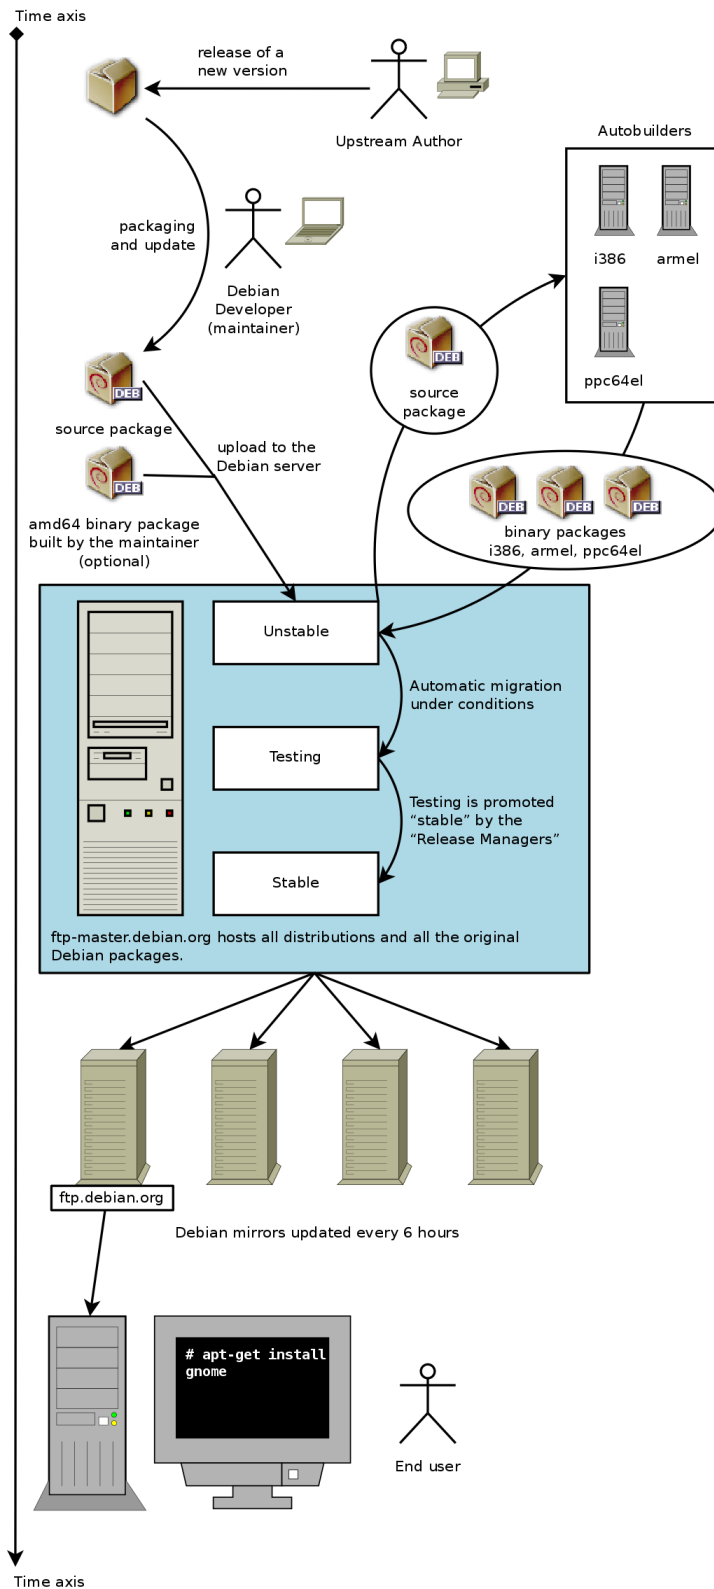 Time axis
release of a
new version
Upstream Author
Autobuilders
i386
armel
ppc64el
packaging
and update
Debian
Developer
(maintainer)
DEB
source
package
DEB
source package
upload to the
Debian server
DEB
amd64 binary package
built by the maintainer
(optional)
DEB
DEB
DEB
binary packages
i386, armel, ppc64el
Unstable
Automatic migration
under conditions
Testing
Testing is promoted
“stable” by the
“Release Managers”
Stable
ftp-master.debian.org hosts all distributions and all the original
Debian packages.
ftp.debian.org
Debian mirrors updated every 6 hours
# apt-get install
gnome
End user
Time axis